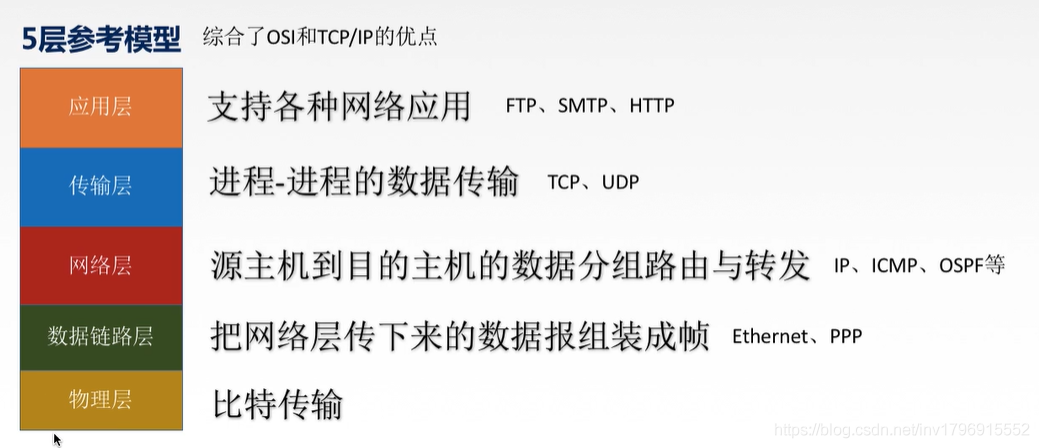 5层参考模型 综合了OSI和TCP/IP的优点
应用层 支持各种网络应用 FTP、SMTP、HTTP
传输层 进程-进程的数据传输 TCP、UDP
网络层 源主机到目的主机的数据分组路由与转发 IP、ICMP、OSPF等
数据链路层 把网络层传下来的数据报组装成帧 Ethernet、PPP
物理层 比特传输
https://blog.csdn.net/inv1796915552